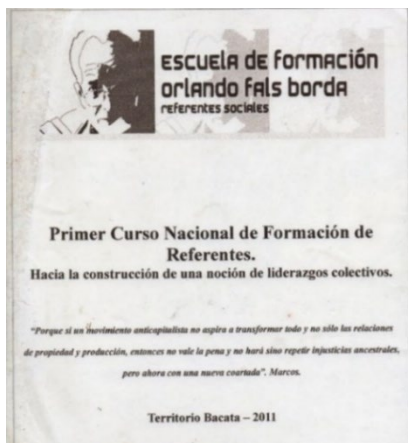 escuela de formación
orlando fals borda
referentes sociales
Primer Curso Nacional de Formación de
Referentes.
Hacia la construcción de una noción de liderazgos colectivos.
"Porque si un movimiento anticapitalista no aspira a transformar todo y no sólo las relaciones
de propiedad y producción, entonces no vale la pena y no hará sino repetir injusticias ancestrales,
pero ahora con una nueva coartada". Marcos.
Territorio Bacata – 2011